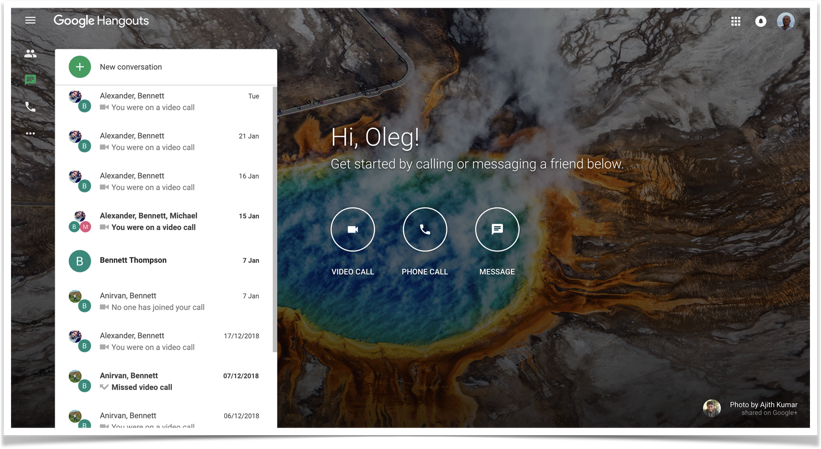 Google Hangouts
New conversation
Alexander, Bennett Tue
B You were on a video call
Alexander, Bennett 21 Jan
B You were on a video call
Alexander, Bennett 16 Jan
B You were on a video call
Alexander, Bennett, Michael 15 Jan
B M You were on a video call
B Bennett Thompson 7 Jan
Anirvan, Bennett 7 Jan
B No one has joined your call
Alexander, Bennett 17/12/2018
B You were on a video call
Anirvan, Bennett 07/12/2018
B Missed video call
Anirvan, Bennett 06/12/2018
B You were on a video call
Hi, Oleg!
Get started by calling or messaging a friend below.
VIDEO CALL PHONE CALL MESSAGE
Photo by Ajith Kumar
shared on Google+